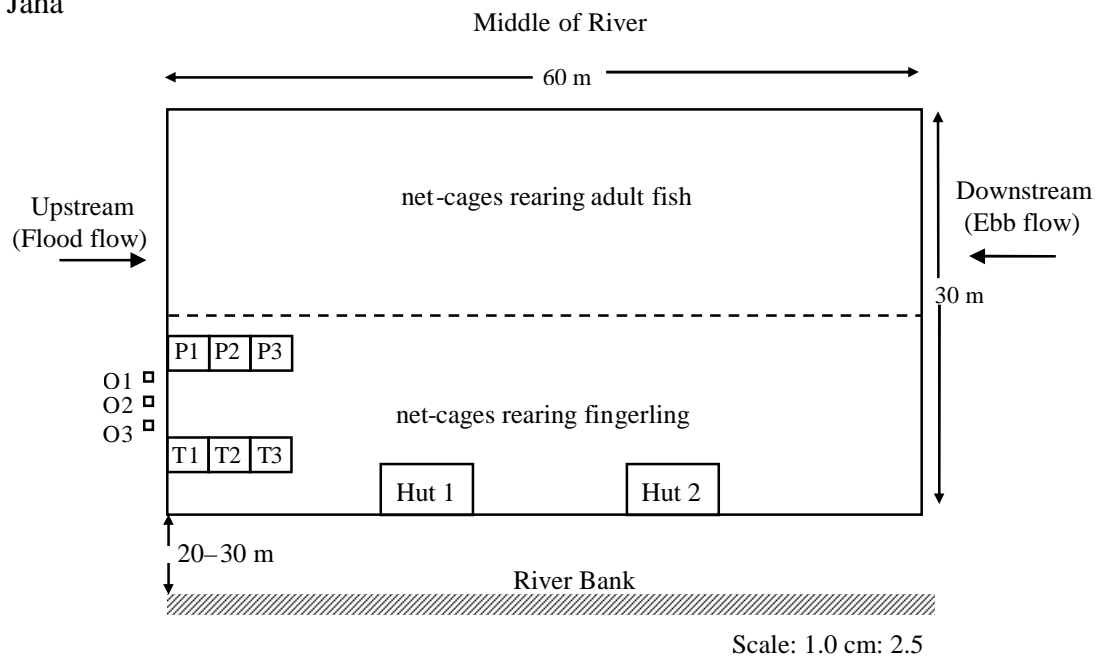 Jaha
Middle of River
60 m
net-cages rearing adult fish
Upstream
(Flood flow)
Downstream
(Ebb flow)
30 m
P1 P2 P3
O1
O2
O3
net-cages rearing fingerling
T1 T2 T3
Hut 1
Hut 2
20–30 m
River Bank
Scale: 1.0 cm: 2.5